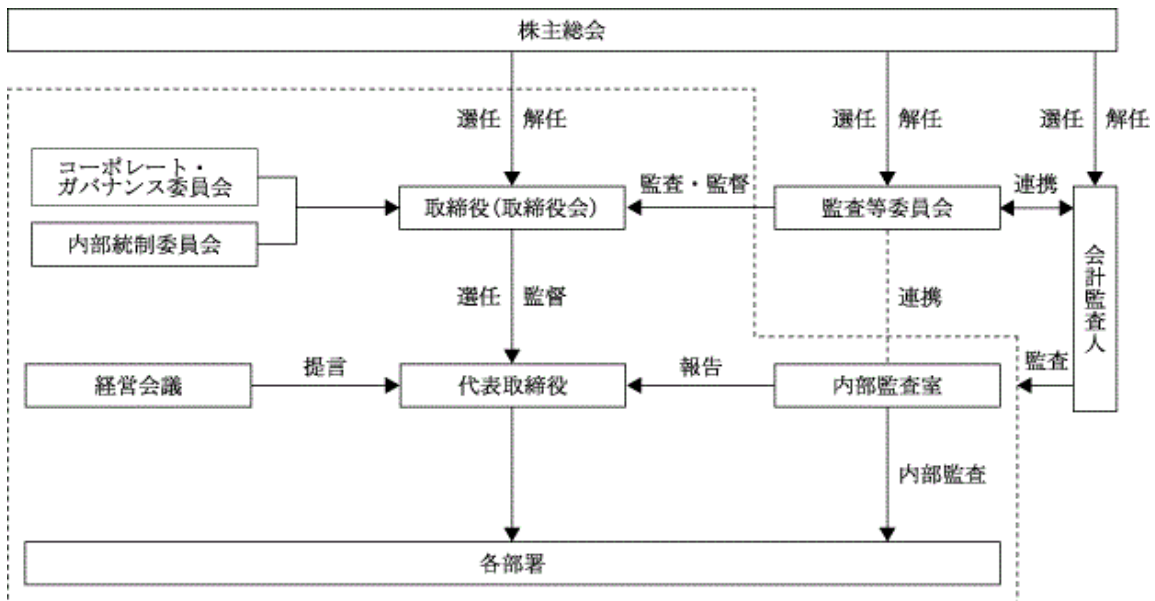 株主総会
選任 解任
選任 解任
選任 解任
コーポレート・
ガバナンス委員会
内部統制委員会
取締役(取締役会)
監査・監督
監査等委員会
連携
会計監査人
選任 監督
連携
経営会議
提言
代表取締役
報告
内部監査室
監査
内部監査
各部署